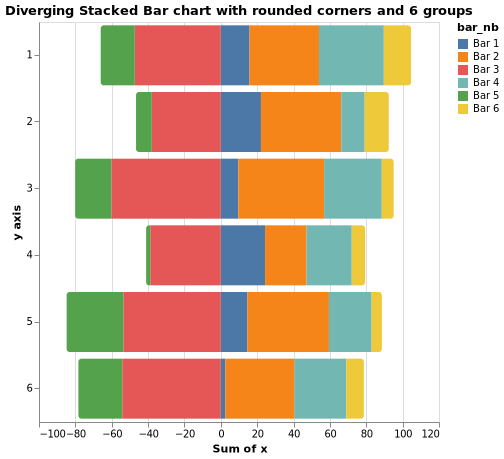 Diverging Stacked Bar chart with rounded corners and 6 groups
bar_nb
Bar 1
Bar 2
Bar 3
Bar 4
Bar 5
Bar 6
y axis
1
2
3
4
5
6
−100 −80 −60 −40 −20 0 20 40 60 80 100 120
Sum of x